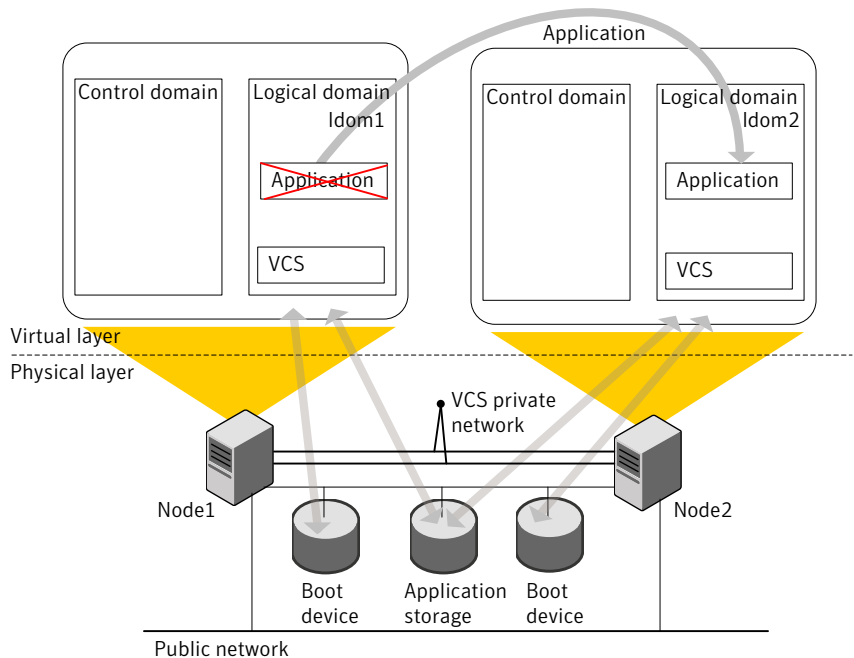 Application
Control domain
Logical domain
ldom1
Application
VCS
Control domain
Logical domain
ldom2
Application
VCS
Virtual layer
Physical layer
VCS private
network
Node1
Node2
Boot
device
Application
storage
Boot
device
Public network